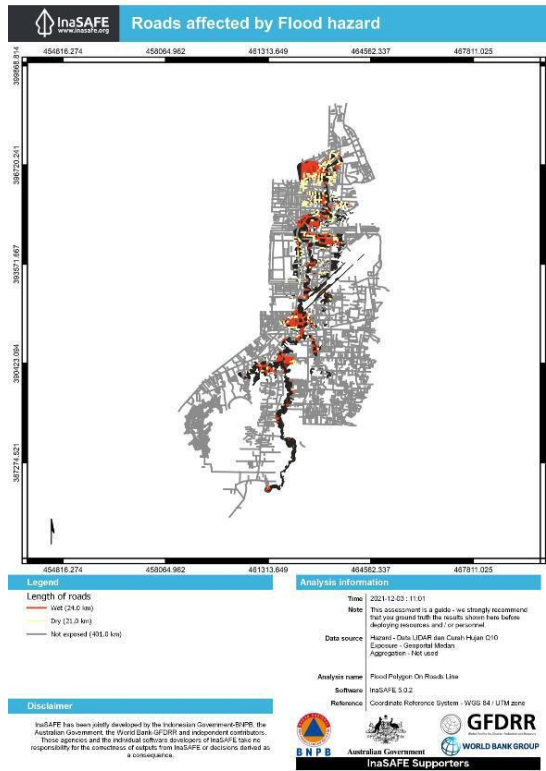 InaSAFE
www.inasafe.org
Roads affected by Flood hazard
454816.274 458064.962 461313.649 464562.337 467811.025
399868.814
396720.241
393571.667
390423.094
387274.521
454816.274 458064.962 461313.649 464562.337 467811.025
Legend
Length of roads
Wet (24.0 km)
Dry (21.0 km)
Not exposed (401.0 km)
Disclaimer
InaSAFE has been jointly developed by the Indonesian Government-BNPB, the
Australian Government, the World Bank-GFDRR and independent contributors.
These agencies and the individual software developers of InaSAFE take no
responsibility for the correctness of outputs from InaSAFE or decisions derived as
a consequence.
Analysis information
Time 2021-12-03 : 11:01
Note This assessment is a guide - we strongly recommend
that you ground truth the results shown here before
deploying resources and / or personnel.
Data source Hazard - Data LIDAR dan Curah Hujan Q10
Exposure - Geoportal Medan
Aggregation - Not used
Analysis name Flood Polygon On Roads Line
Software InaSAFE 5.0.2
Reference Coordinate Reference System - WGS 84 / UTM zone
BNPB
Australian Government
GFDRR
WORLD BANK GROUP
InaSAFE Supporters